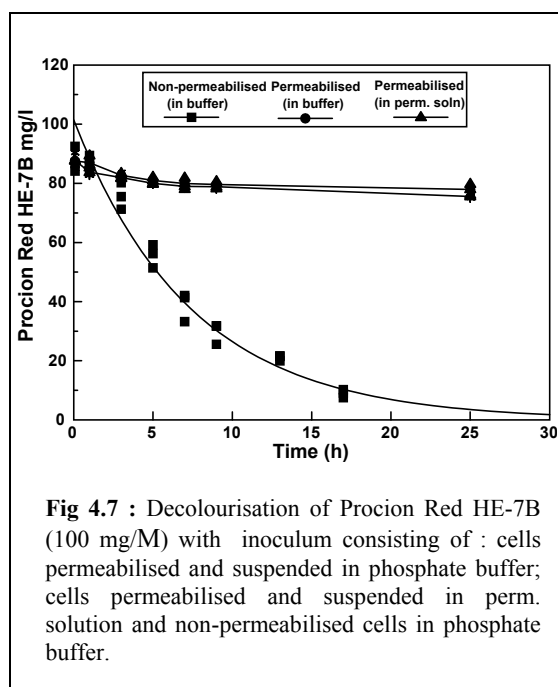 140
Non-permeabilised Permeabilised Permeabilised
(in buffer) (in buffer) (in perm. soln)
120
100
80
60
40
20
0
Procion Red HE-7B mg/l
0 5 10 15 20 25 30
Time (h)
Fig 4.7 : Decolourisation of Procion Red HE-7B
(100 mg/M) with inoculum consisting of : cells
permeabilised and suspended in phosphate buffer;
cells permeabilised and suspended in perm.
solution and non-permeabilised cells in phosphate
buffer.